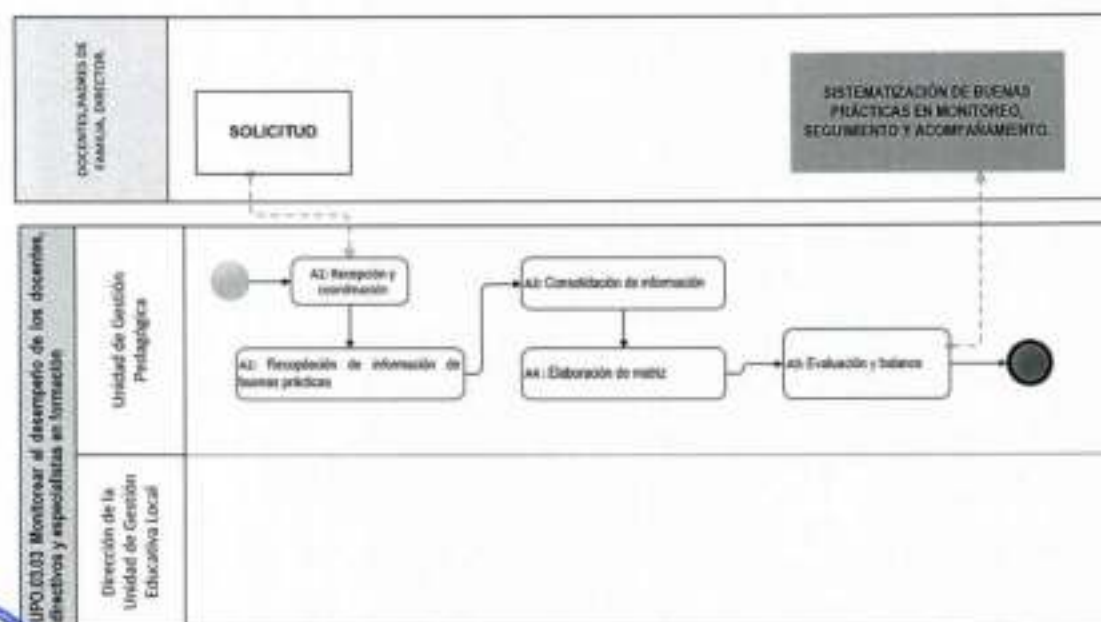 DOCENTES,PADRES DE
FAMILIA, DIRECTOR.
SOLICITUD
SISTEMATIZACIÓN DE BUENAS
PRÁCTICAS EN MONITOREO,
SEGUIMIENTO Y ACOMPAÑAMIENTO.
UPO.03.03 Monitorear al desempeño de los docentes,
directivos y especialistas en formación
Unidad de Gestión
Pedagógica
Recepción y
coordinación
A2: Recopilación de información de
buenas prácticas
A3: Consolidación de información
A4 : Elaboración de matriz
Evaluación y balance
Dirección de la
Unidad de Gestión
Educativa Local